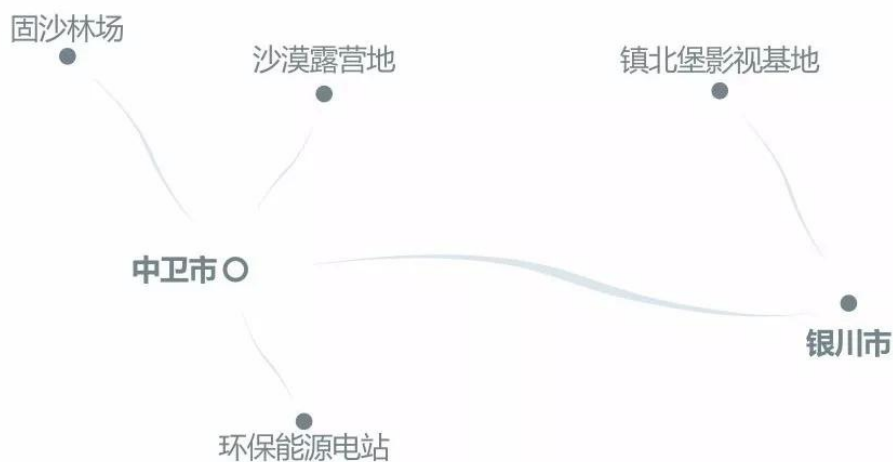 固沙林场
沙漠露营地
镇北堡影视基地
中卫市
银川市
环保能源电站